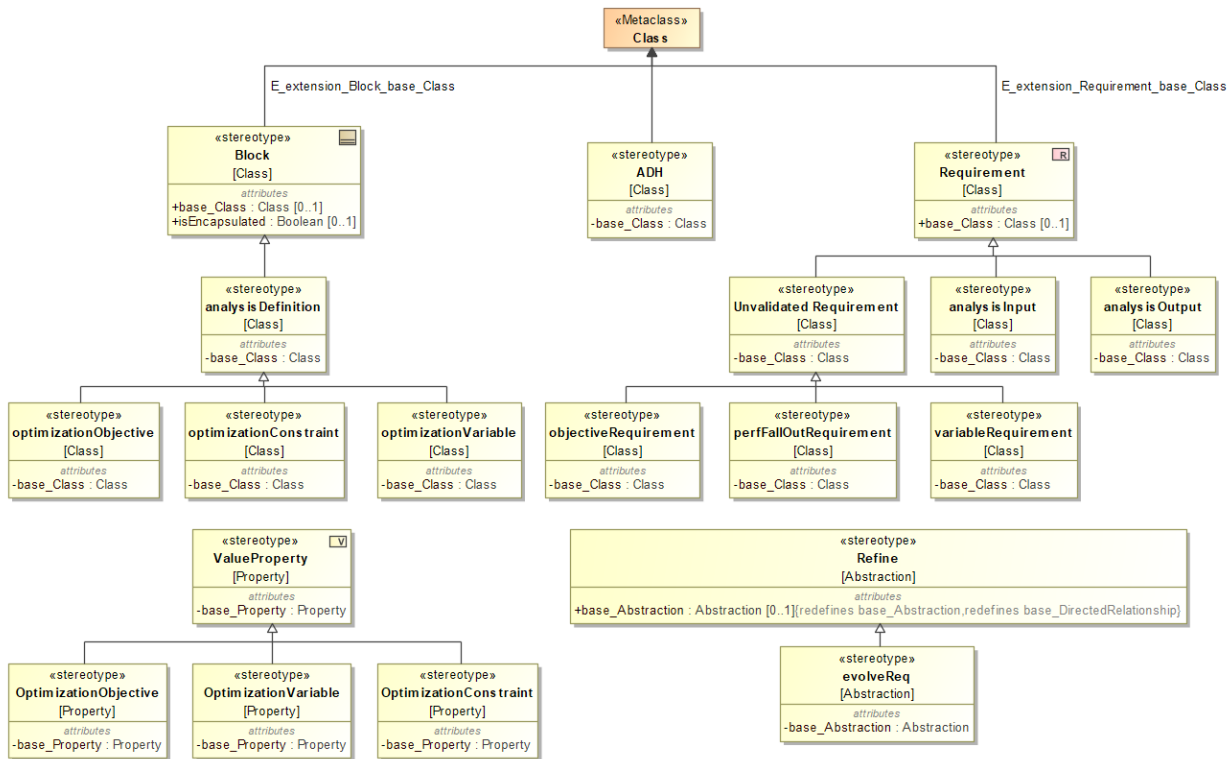 «Metaclass»
Class
E_extension_Block_base_Class
E_extension_Requirement_base_Class
«stereotype»
Block
[Class]
attributes
+base_Class : Class [0..1]
+isEncapsulated : Boolean [0..1]
«stereotype»
ADH
[Class]
attributes
-base_Class : Class
«stereotype»
R
Requirement
[Class]
attributes
+base_Class : Class [0..1]
«stereotype»
analysisDefinition
[Class]
attributes
-base_Class : Class
«stereotype»
Unvalidated Requirement
[Class]
attributes
-base_Class : Class
«stereotype»
analysisInput
[Class]
attributes
-base_Class : Class
«stereotype»
analysisOutput
[Class]
attributes
-base_Class : Class
«stereotype»
optimizationObjective
[Class]
attributes
-base_Class : Class
«stereotype»
optimizationConstraint
[Class]
attributes
-base_Class : Class
«stereotype»
optimizationVariable
[Class]
attributes
-base_Class : Class
«stereotype»
objectiveRequirement
[Class]
attributes
-base_Class : Class
«stereotype»
perfFallOutRequirement
[Class]
attributes
-base_Class : Class
«stereotype»
variableRequirement
[Class]
attributes
-base_Class : Class
«stereotype»
V
ValueProperty
[Property]
attributes
-base_Property : Property
«stereotype»
Refine
[Abstraction]
attributes
+base_Abstraction : Abstraction [0..1]{redefines base_Abstraction,redefines base_DirectedRelationship}
«stereotype»
OptimizationObjective
[Property]
attributes
-base_Property : Property
«stereotype»
OptimizationVariable
[Property]
attributes
-base_Property : Property
«stereotype»
OptimizationConstraint
[Property]
attributes
-base_Property : Property
«stereotype»
evolveReq
[Abstraction]
attributes
-base_Abstraction : Abstraction